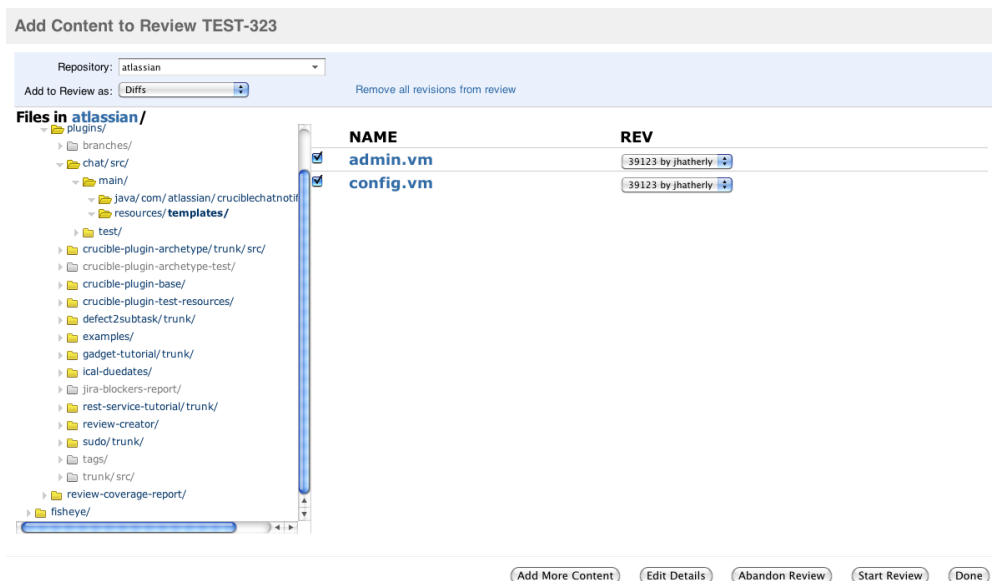 Add Content to Review TEST-323
Repository: atlassian
Add to Review as: Diffs
Remove all revisions from review
Files in atlassian/
plugins/
branches/
chat/src/
main/
java/com/atlassian/cruciblechatnotif
resources/templates/
test/
crucible-plugin-archetype/trunk/src/
crucible-plugin-archetype-test/
crucible-plugin-base/
crucible-plugin-test-resources/
defect2subtask/trunk/
examples/
gadget-tutorial/trunk/
ical-duedates/
jira-blockers-report/
rest-service-tutorial/trunk/
review-creator/
sudo/trunk/
tags/
trunk/src/
review-coverage-report/
fisheye/
NAME REV
admin.vm 39123 by jhatherly
config.vm 39123 by jhatherly
Add More Content Edit Details Abandon Review Start Review Done